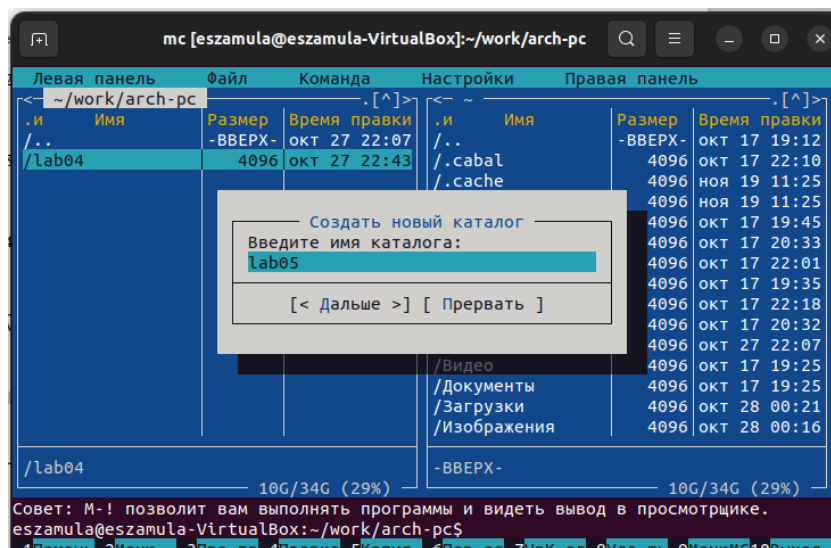 mc [eszamula@eszamula-VirtualBox]:~/work/arch-pc
Левая панель Файл Команда Настройки Правая панель
<— ~/work/arch-pc .[^]>
.и Имя Размер Время правки
/.. -ВВЕРХ- окт 27 22:07
/lab04 4096 окт 27 22:43
<— ~ .[^]>
.и Имя Размер Время правки
/.. -ВВЕРХ- окт 17 19:12
/.cabal 4096 окт 17 22:10
/.cache 4096 ноя 19 11:25
4096 ноя 19 11:25
4096 окт 17 19:45
4096 окт 17 20:33
4096 окт 17 22:01
4096 окт 17 19:35
4096 окт 17 22:18
4096 окт 17 20:32
4096 окт 27 22:07
/Видео 4096 окт 17 19:25
/Документы 4096 окт 17 19:25
/Загрузки 4096 окт 28 00:21
/Изображения 4096 окт 28 00:16
Создать новый каталог
Введите имя каталога:
lab05
[< Дальше >] [ Прервать ]
/lab04
10G/34G (29%)
-ВВЕРХ-
10G/34G (29%)
Совет: M-! позволит вам выполнять программы и видеть вывод в просмотрщике.
eszamula@eszamula-VirtualBox:~/work/arch-pc$